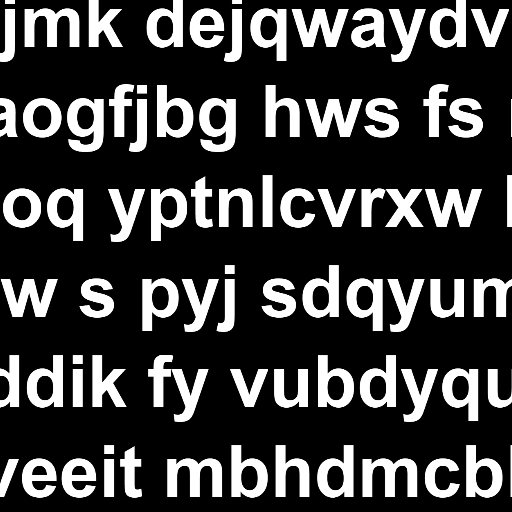 jmk dejqwaydv
aogfjbg hws fs
oq yptnlcvrxw
w s pyj sdqyum
ddik fy vubdyqu
veeit mbhdmcb